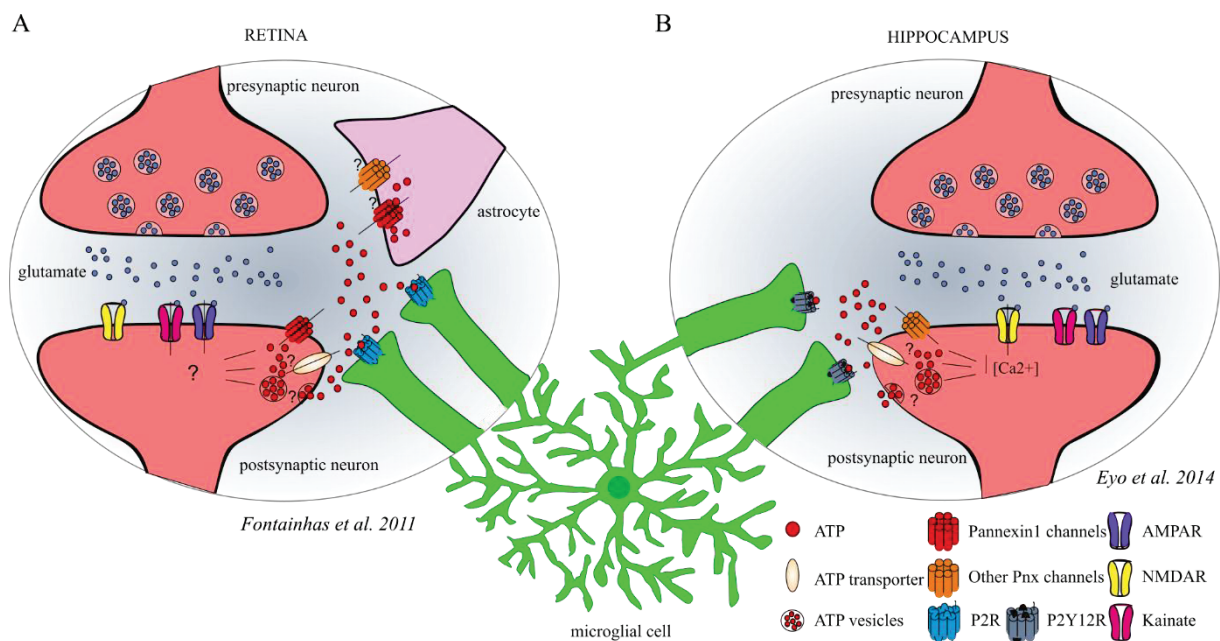 A
RETINA
presynaptic neuron
?
?
astrocyte
glutamate
?
?
?
postsynaptic neuron
Fontainhas et al. 2011
B
HIPPOCAMPUS
presynaptic neuron
glutamate
?
[Ca2+]
?
postsynaptic neuron
Eyo et al. 2014
microglial cell
ATP
ATP transporter
ATP vesicles
Pannexin1 channels
Other Pnx channels
P2R
P2Y12R
AMPAR
NMDAR
Kainate